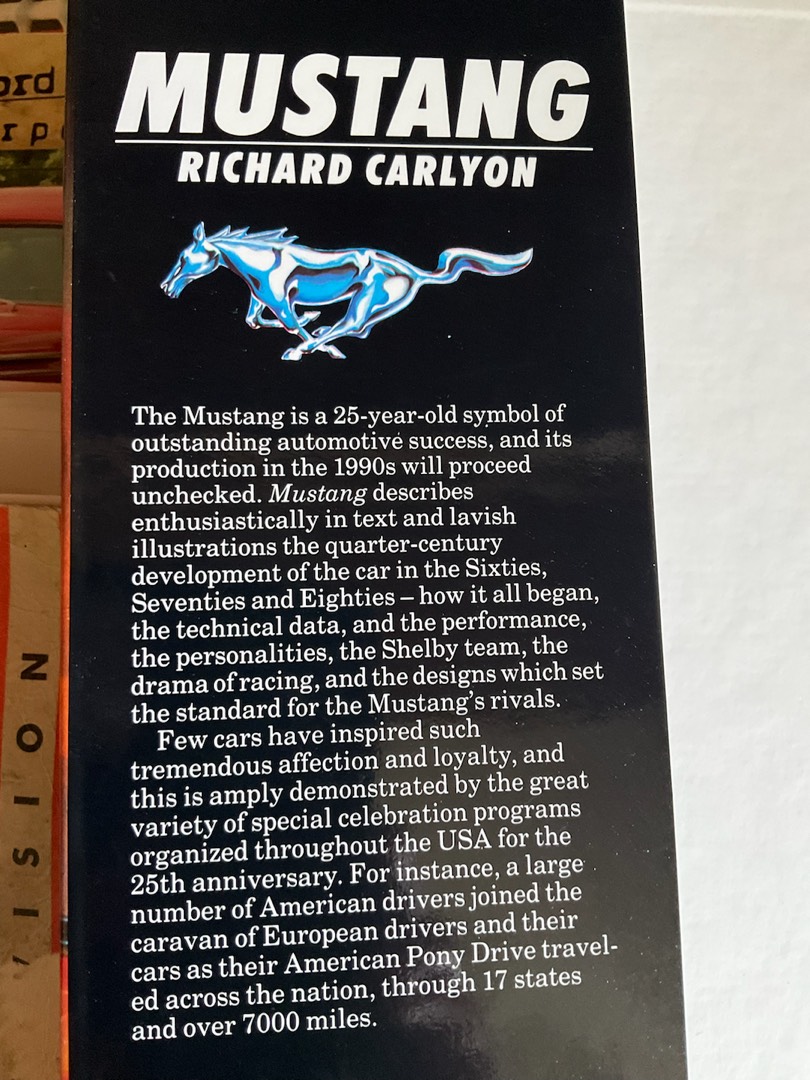 MUSTANG
RICHARD CARLYON
The Mustang is a 25-year-old symbol of
outstanding automotive success, and its
production in the 1990s will proceed
unchecked. Mustang describes
enthusiastically in text and lavish
illustrations the quarter-century
development of the car in the Sixties,
Seventies and Eighties – how it all began,
the technical data, and the performance,
the personalities, the Shelby team, the
drama of racing, and the designs which set
the standard for the Mustang's rivals.
Few cars have inspired such
tremendous affection and loyalty, and
this is amply demonstrated by the great
variety of special celebration programs
organized throughout the USA for the
25th anniversary. For instance, a large
number of American drivers joined the
caravan of European drivers and their
cars as their American Pony Drive travel-
ed across the nation, through 17 states
and over 7000 miles.
ord
rp
ISION